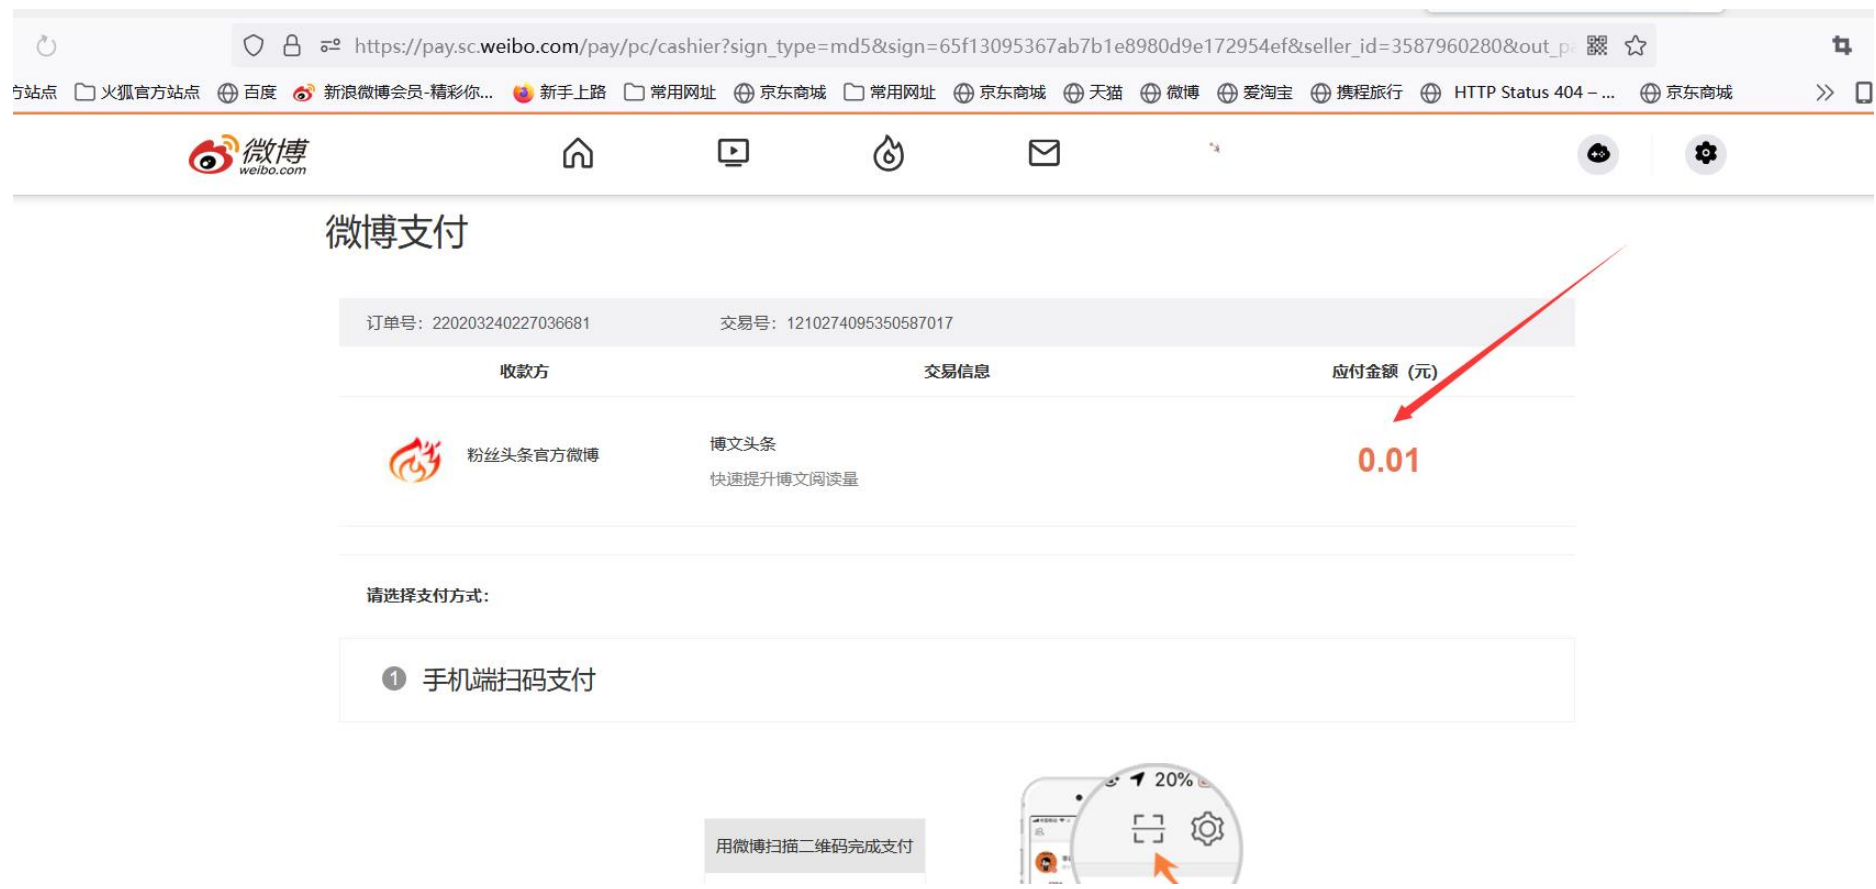 https://pay.sc.weibo.com/pay/pc/cashier?sign_type=md5&sign=65f13095367ab7b1e8980d9e172954ef&seller_id=3587960280&out_p
方站点 火狐官方站点 百度 新浪微博会员-精彩你... 新手上路 常用网址 京东商城 常用网址 京东商城 天猫 微博 爱淘宝 携程旅行 HTTP Status 404 – ... 京东商城
微博
weibo.com
微博支付
订单号：220203240227036681 交易号：1210274095350587017
收款方 交易信息 应付金额（元）
粉丝头条官方微博 博文头条 0.01
快速提升博文阅读量
请选择支付方式：
1 手机端扫码支付
20%
用微博扫描二维码完成支付